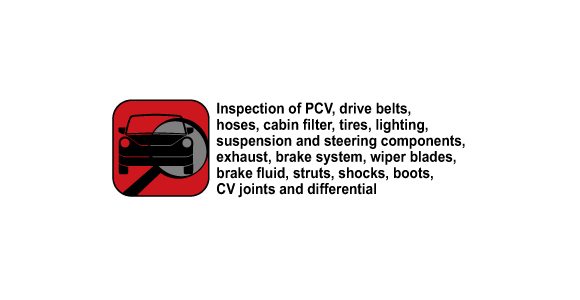 Inspection of PCV, drive belts,
hoses, cabin filter, tires, lighting,
suspension and steering components,
exhaust, brake system, wiper blades,
brake fluid, struts, shocks, boots,
CV joints and differential